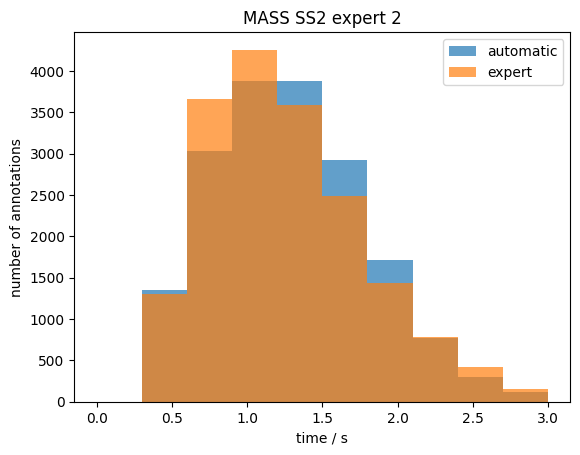 MASS SS2 expert 2
automatic
expert
number of annotations
4000
3500
3000
2500
2000
1500
1000
500
0
0.0 0.5 1.0 1.5 2.0 2.5 3.0
time / s